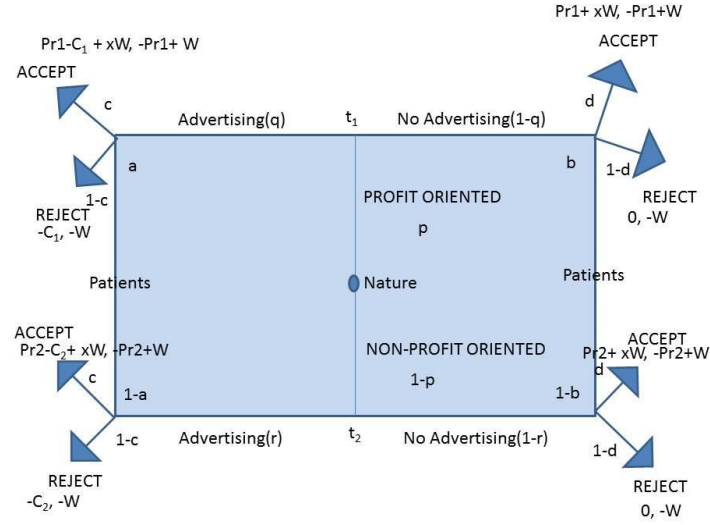 Pr1+ xW, -Pr1+W
ACCEPT
Pr1-C₁ + xW, -Pr1+ W
ACCEPT
c
d
Advertising(q)
t₁
No Advertising(1-q)
a
b
1-d
1-c
REJECT
-C₁, -W
PROFIT ORIENTED
p
REJECT
0, -W
Patients
Nature
Patients
ACCEPT
Pr2-C₂+ xW, -Pr2+W
c
NON-PROFIT ORIENTED
1-p
ACCEPT
Pr2+ xW, -Pr2+W
d
1-a
1-b
1-c
Advertising(r)
t₂
No Advertising(1-r)
1-d
REJECT
-C₂, -W
REJECT
0, -W